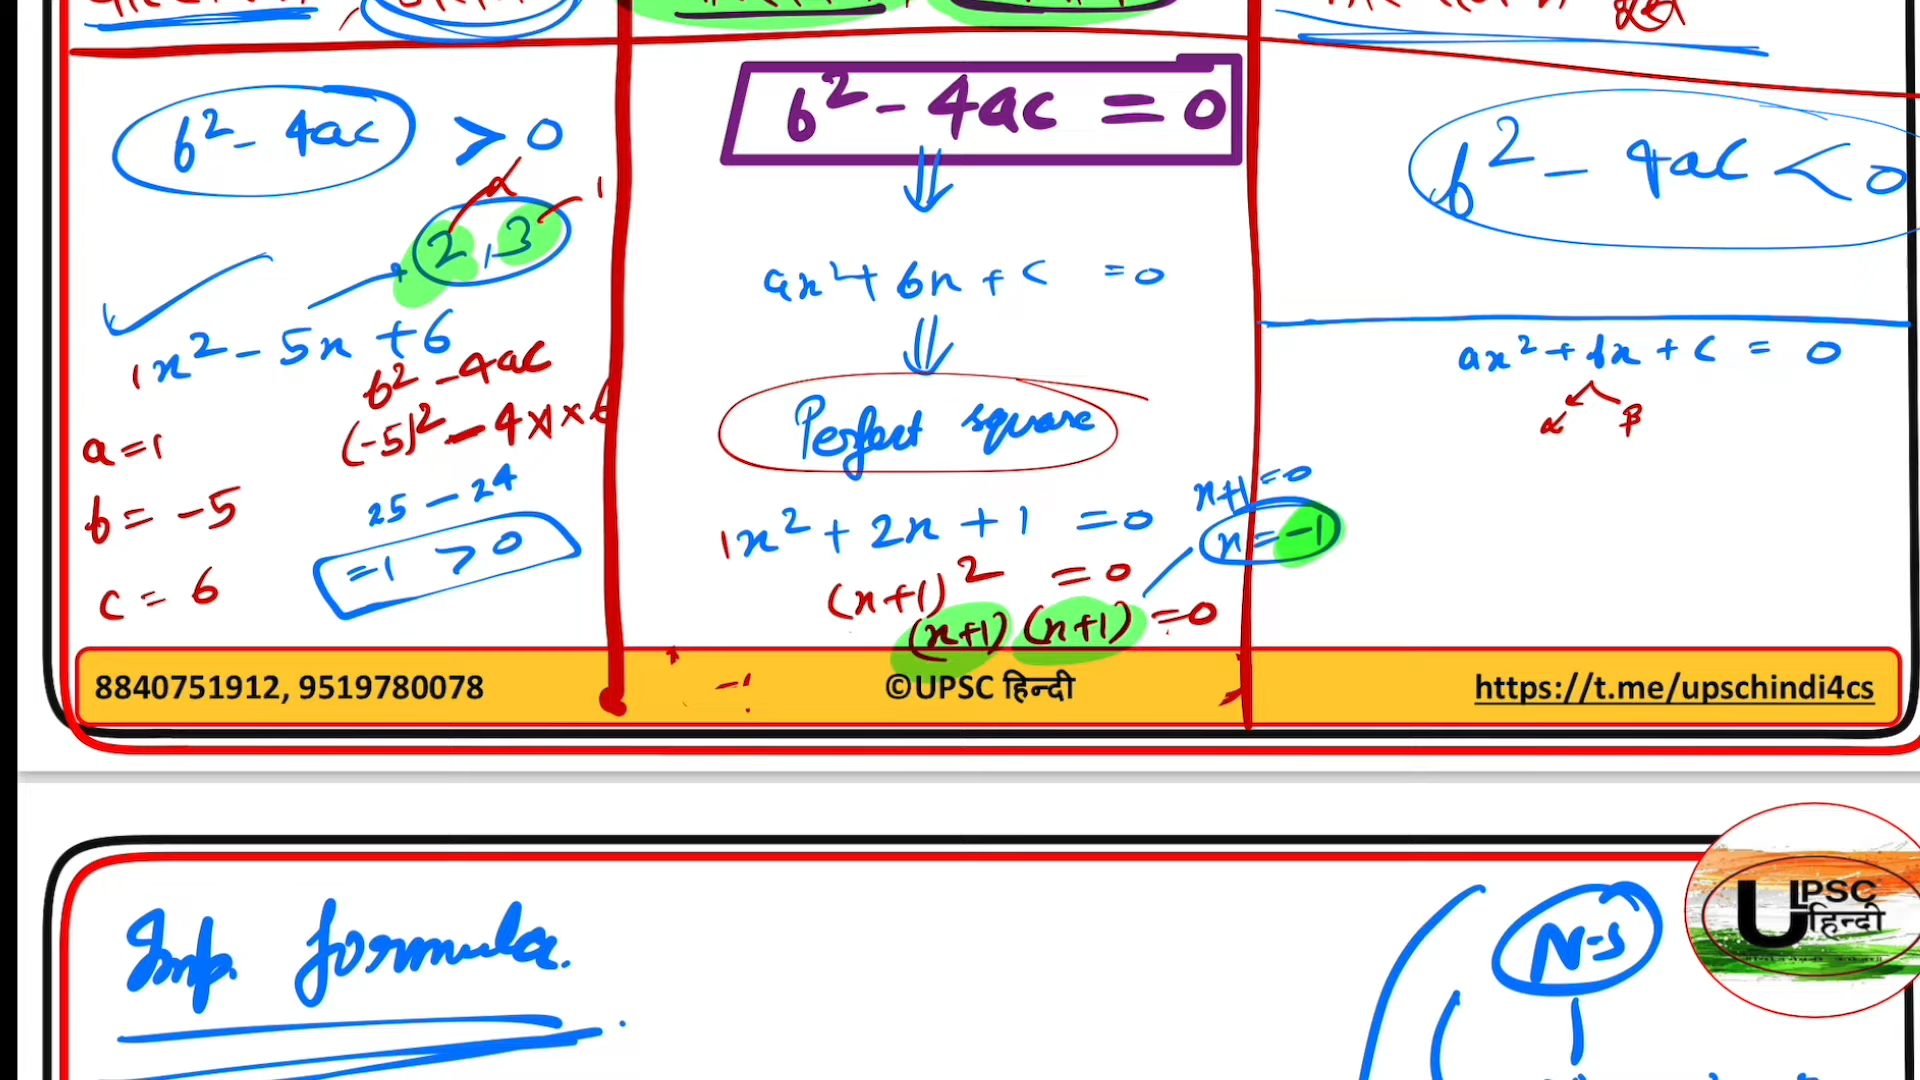 b² - 4ac > 0
2, 3
1x² - 5x + 6
b² - 4ac
(-5)² - 4×1×6
25 - 24
=1 > 0
a = 1
b = -5
c = 6
b² - 4ac = 0
ax² + bx + c = 0
Perfect square
1x² + 2x + 1 = 0
(x+1)² = 0
(x+1) (x+1) = 0
x+1 = 0
x = -1
b² - 4ac < 0
ax² + bx + c = 0
α β
8840751912, 9519780078
©UPSC हिन्दी
https://t.me/upschindi4cs
Imp. formula.
N-S
UPSC
हिन्दी